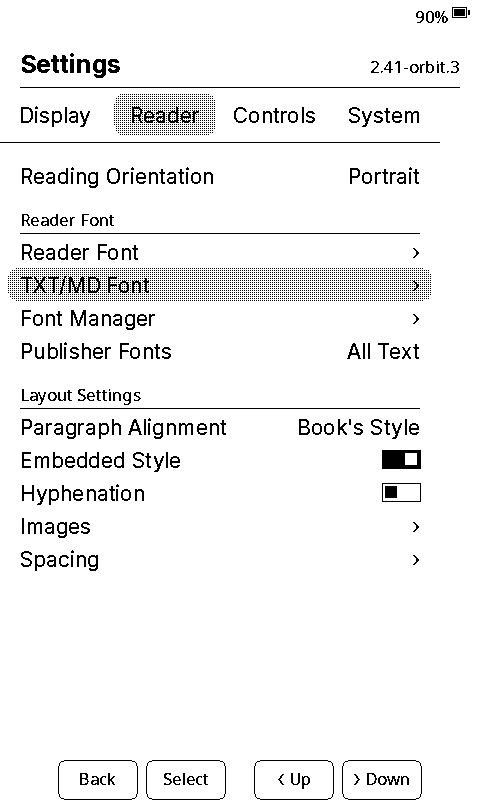 90%
Settings 2.41-orbit.3
Display Reader Controls System
Reading Orientation Portrait
Reader Font
Reader Font ›
TXT/MD Font ›
Font Manager ›
Publisher Fonts All Text
Layout Settings
Paragraph Alignment Book's Style
Embedded Style
Hyphenation
Images ›
Spacing ›
Back Select ‹ Up › Down